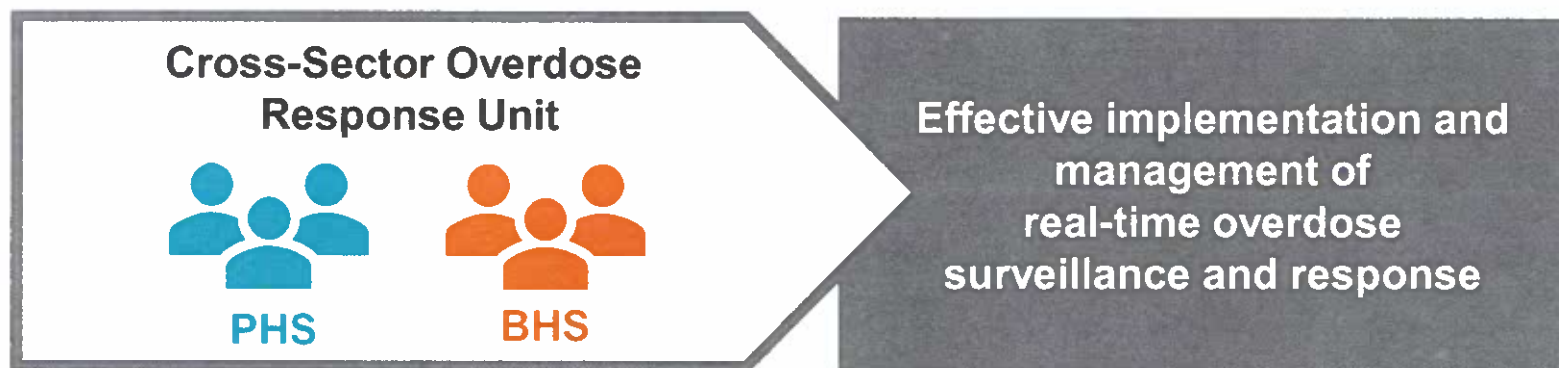 Cross-Sector Overdose
Response Unit
PHS
BHS
Effective implementation and
management of
real-time overdose
surveillance and response